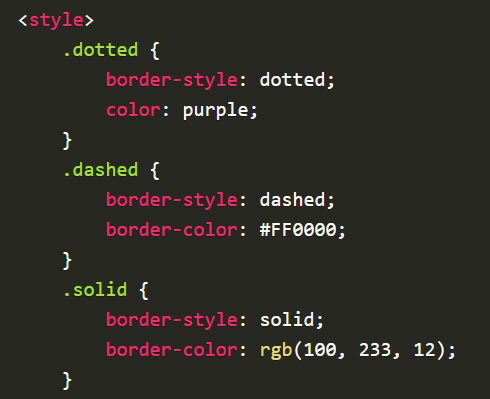 <style>
.dotted {
border-style: dotted;
color: purple;
}
.dashed {
border-style: dashed;
border-color: #FF0000;
}
.solid {
border-style: solid;
border-color: rgb(100, 233, 12);
}